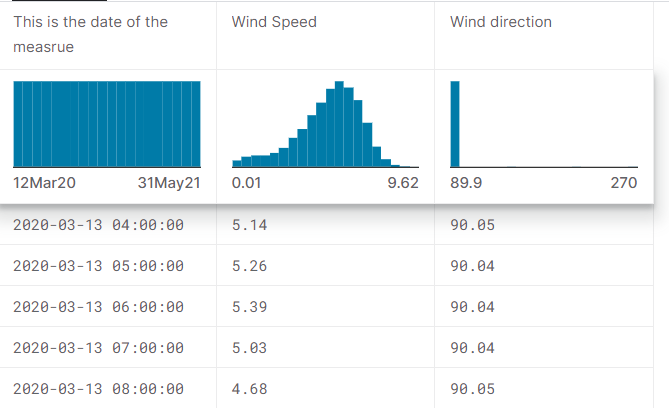 This is the date of the measrue
Wind Speed
Wind direction
12Mar20 31May21
0.01 9.62
89.9 270
2020-03-13 04:00:00 5.14 90.05
2020-03-13 05:00:00 5.26 90.04
2020-03-13 06:00:00 5.39 90.04
2020-03-13 07:00:00 5.03 90.04
2020-03-13 08:00:00 4.68 90.05